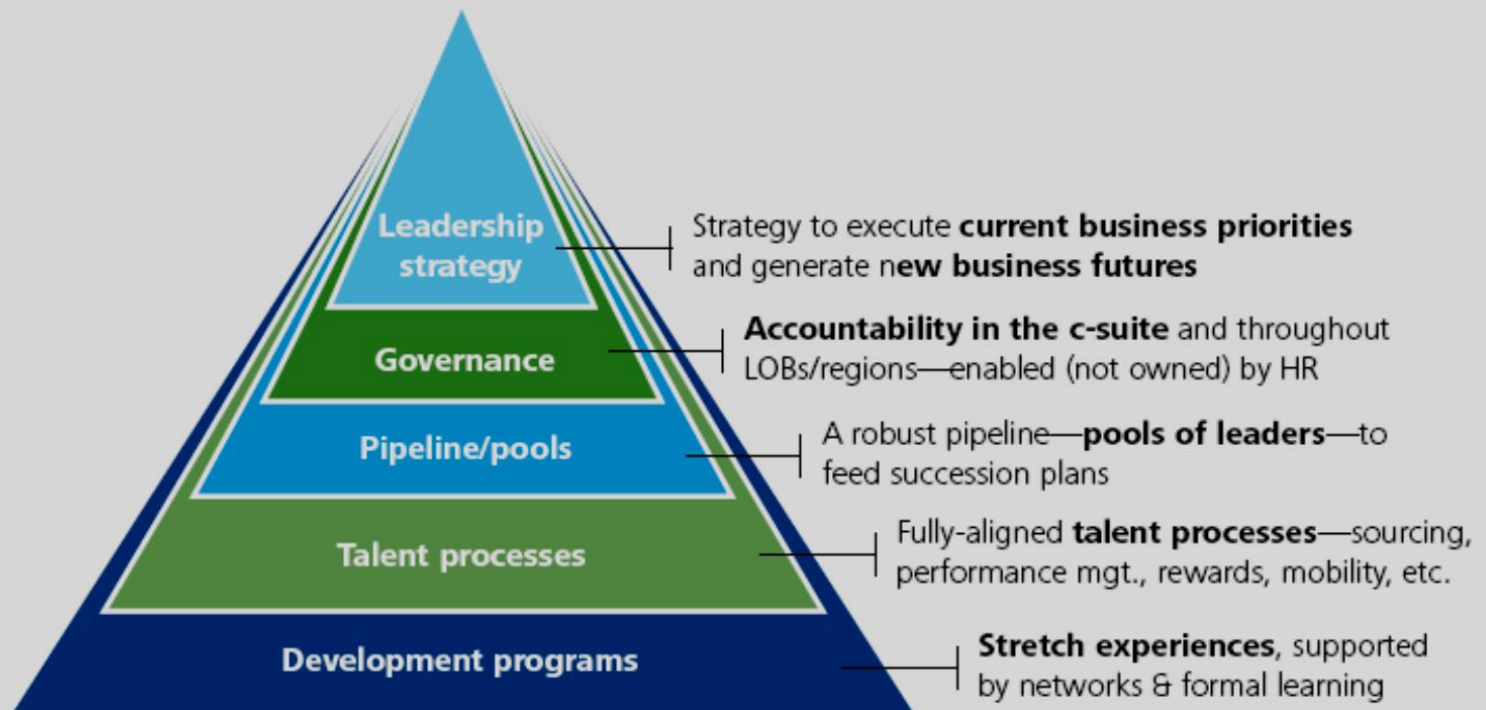 Leadership
strategy
Strategy to execute current business priorities
and generate new business futures
Governance
Accountability in the c-suite and throughout
LOBs/regions—enabled (not owned) by HR
Pipeline/pools
A robust pipeline—pools of leaders—to
feed succession plans
Talent processes
Fully-aligned talent processes—sourcing,
performance mgt., rewards, mobility, etc.
Development programs
Stretch experiences, supported
by networks & formal learning